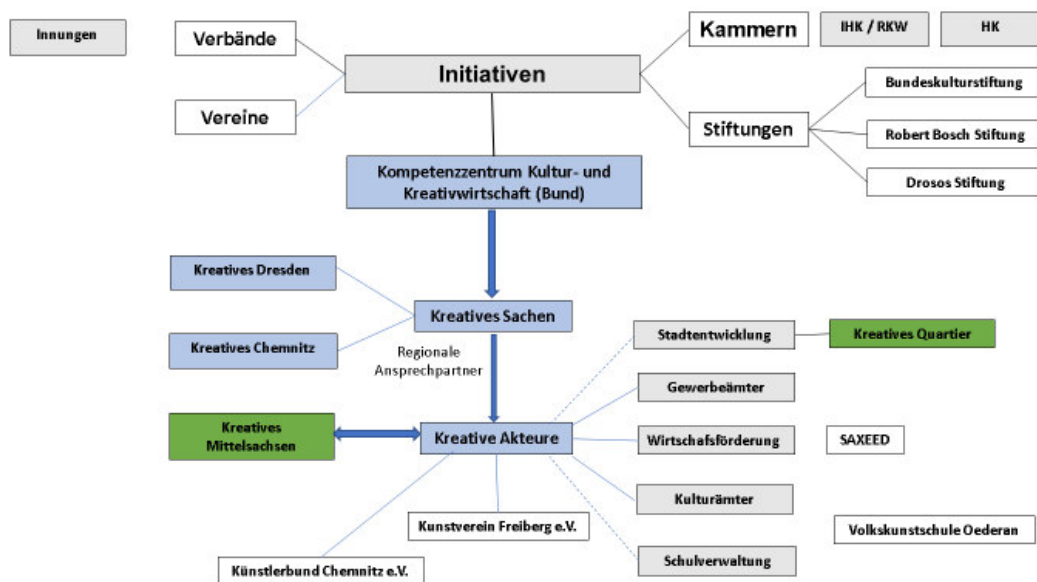 Innungen
Verbände
Vereine
Initiativen
Kammern
IHK / RKW
HK
Stiftungen
Bundeskulturstiftung
Robert Bosch Stiftung
Drosos Stiftung
Kompetenzzentrum Kultur- und
Kreativwirtschaft (Bund)
Kreatives Dresden
Kreatives Chemnitz
Kreatives Sachen
Regionale
Ansprechpartner
Stadtentwicklung
Kreatives Quartier
Gewerbeämter
Kreatives
Mittelsachsen
Kreative Akteure
Wirtschafsförderung
SAXEED
Kulturämter
Kunstverein Freiberg e.V.
Volkskunstschule Oederan
Künstlerbund Chemnitz e.V.
Schulverwaltung